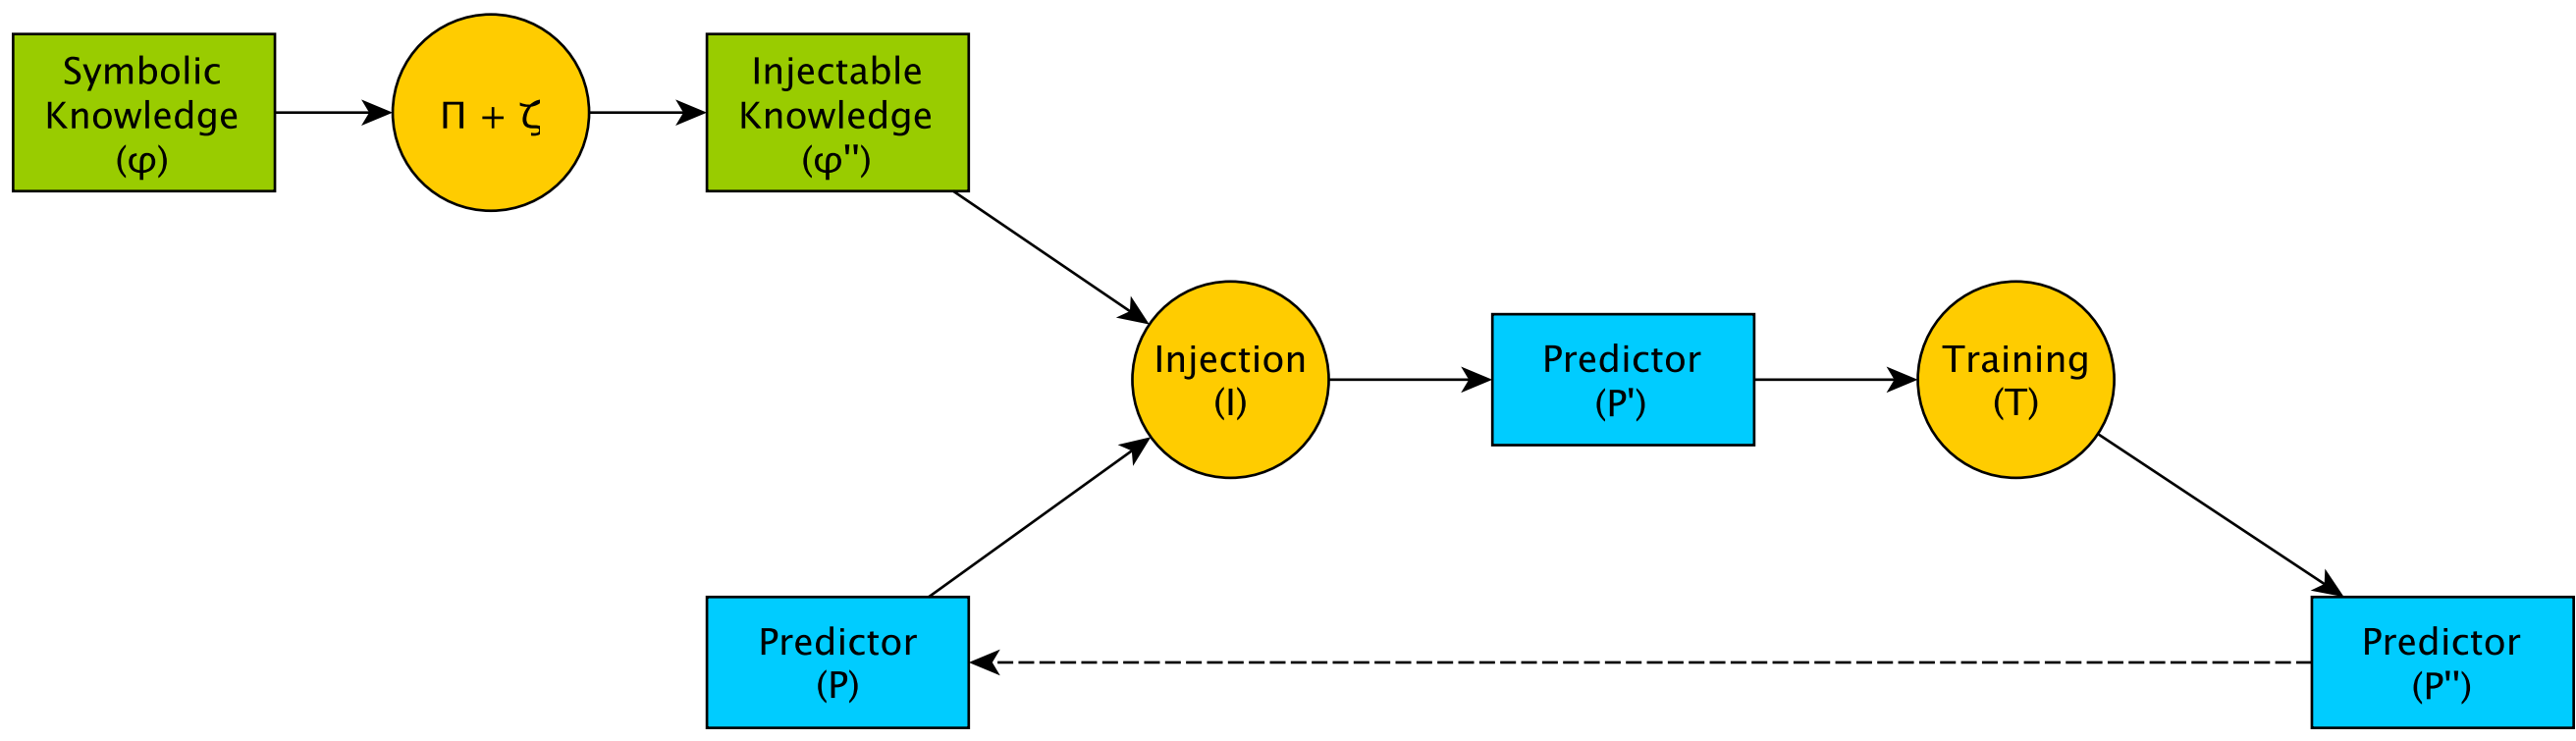 Symbolic
Knowledge
(φ)
Π + ζ
Injectable
Knowledge
(φ")
Injection
(I)
Predictor
(P')
Training
(T)
Predictor
(P)
Predictor
(P")